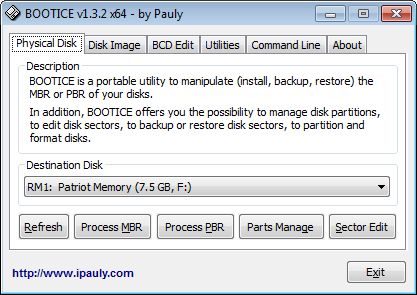 BOOTICE v1.3.2 x64 - by Pauly
Physical Disk Disk Image BCD Edit Utilities Command Line About
Description
BOOTICE is a portable utility to manipulate (install, backup, restore) the
MBR or PBR of your disks.
In addition, BOOTICE offers you the possibility to manage disk partitions,
to edit disk sectors, to backup or restore disk sectors, to partition and
format disks.
Destination Disk
RM1: Patriot Memory (7.5 GB, F:)
Refresh Process MBR Process PBR Parts Manage Sector Edit
http://www.ipauly.com Exit